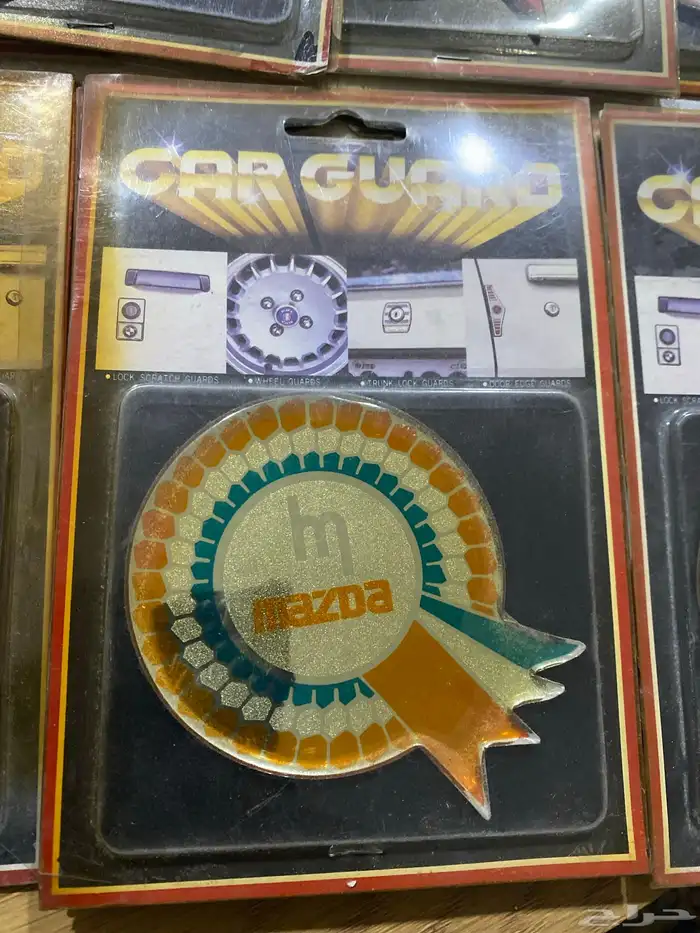 CAR GUARD
• LOCK SCRATCH GUARDS
• WHEEL GUARDS
• TRUNK LOCK GUARDS
• DOOR EDGE GUARDS
m
mazda
حراج